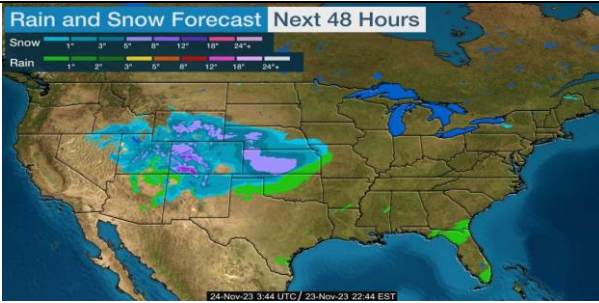 Rain and Snow Forecast Next 48 Hours
Snow
1" 3" 5" 8" 12" 18" 24"+
Rain
1" 2" 3" 5" 8" 12" 18" 24"+
24-Nov-23 3:44 UTC / 23-Nov-23 22:44 EST